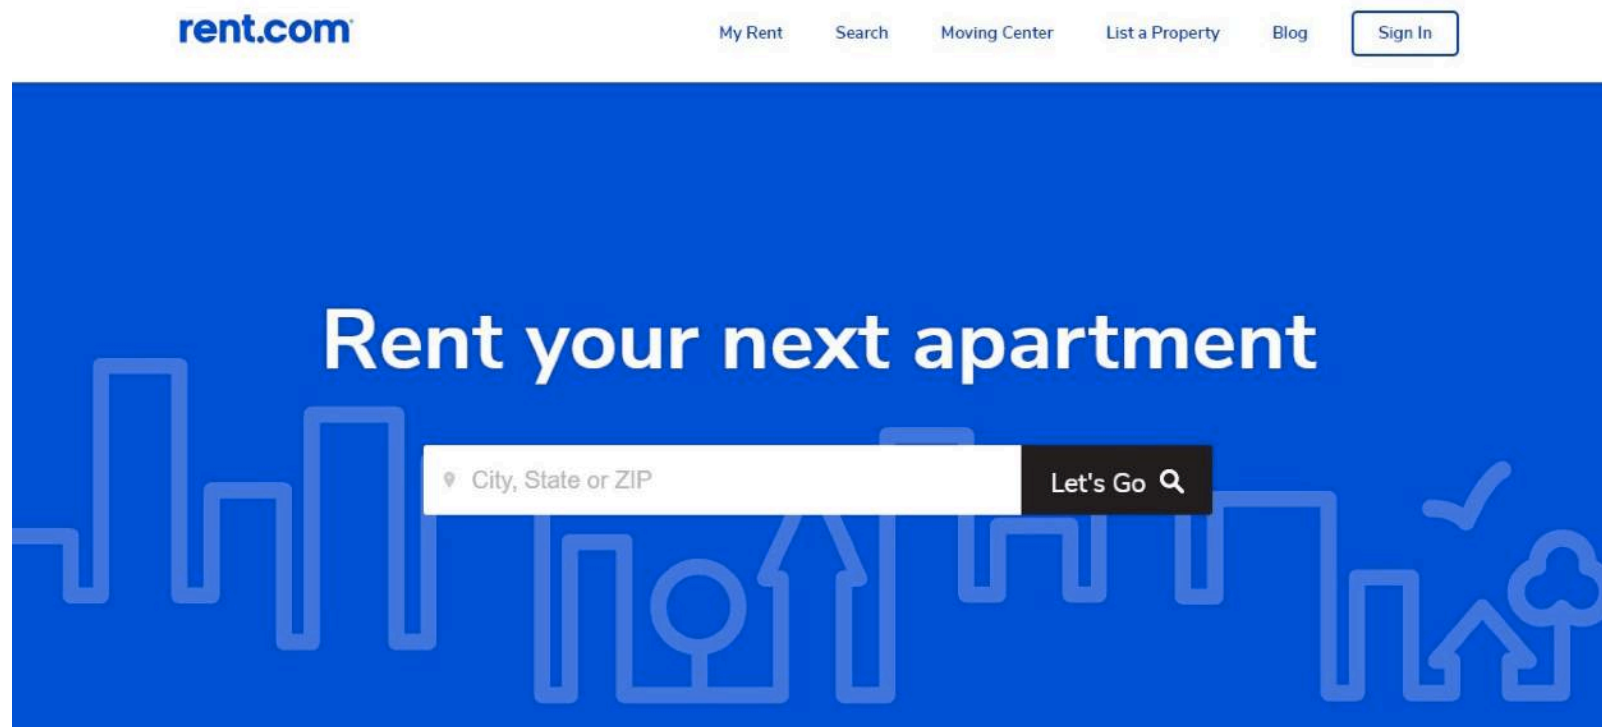 rent.com
My Rent Search Moving Center List a Property Blog Sign In
Rent your next apartment
City, State or ZIP Let's Go